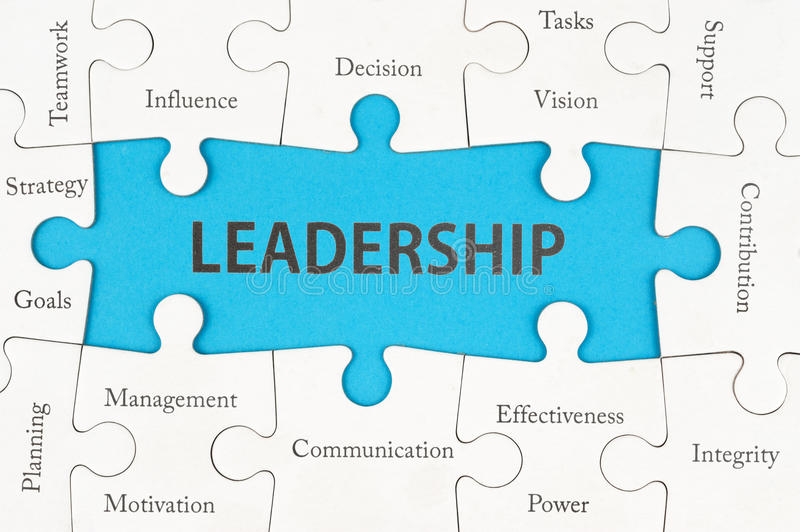 Teamwork
Influence
Decision
Tasks
Vision
Support
Strategy
LEADERSHIP
Contribution
Goals
Planning
Management
Motivation
Communication
Effectiveness
Power
Integrity
dreamstime